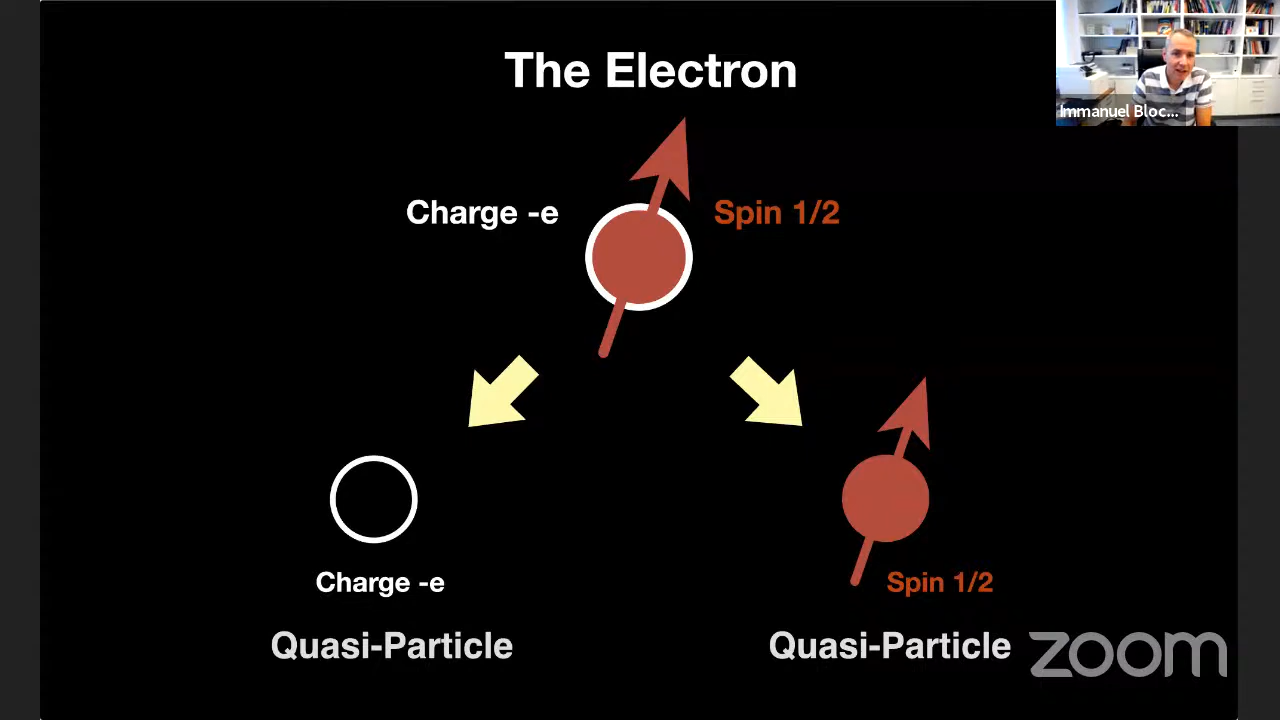 The Electron
Immanuel Bloc...
Charge -e
Spin 1/2
Charge -e
Spin 1/2
Quasi-Particle
Quasi-Particle
zoom